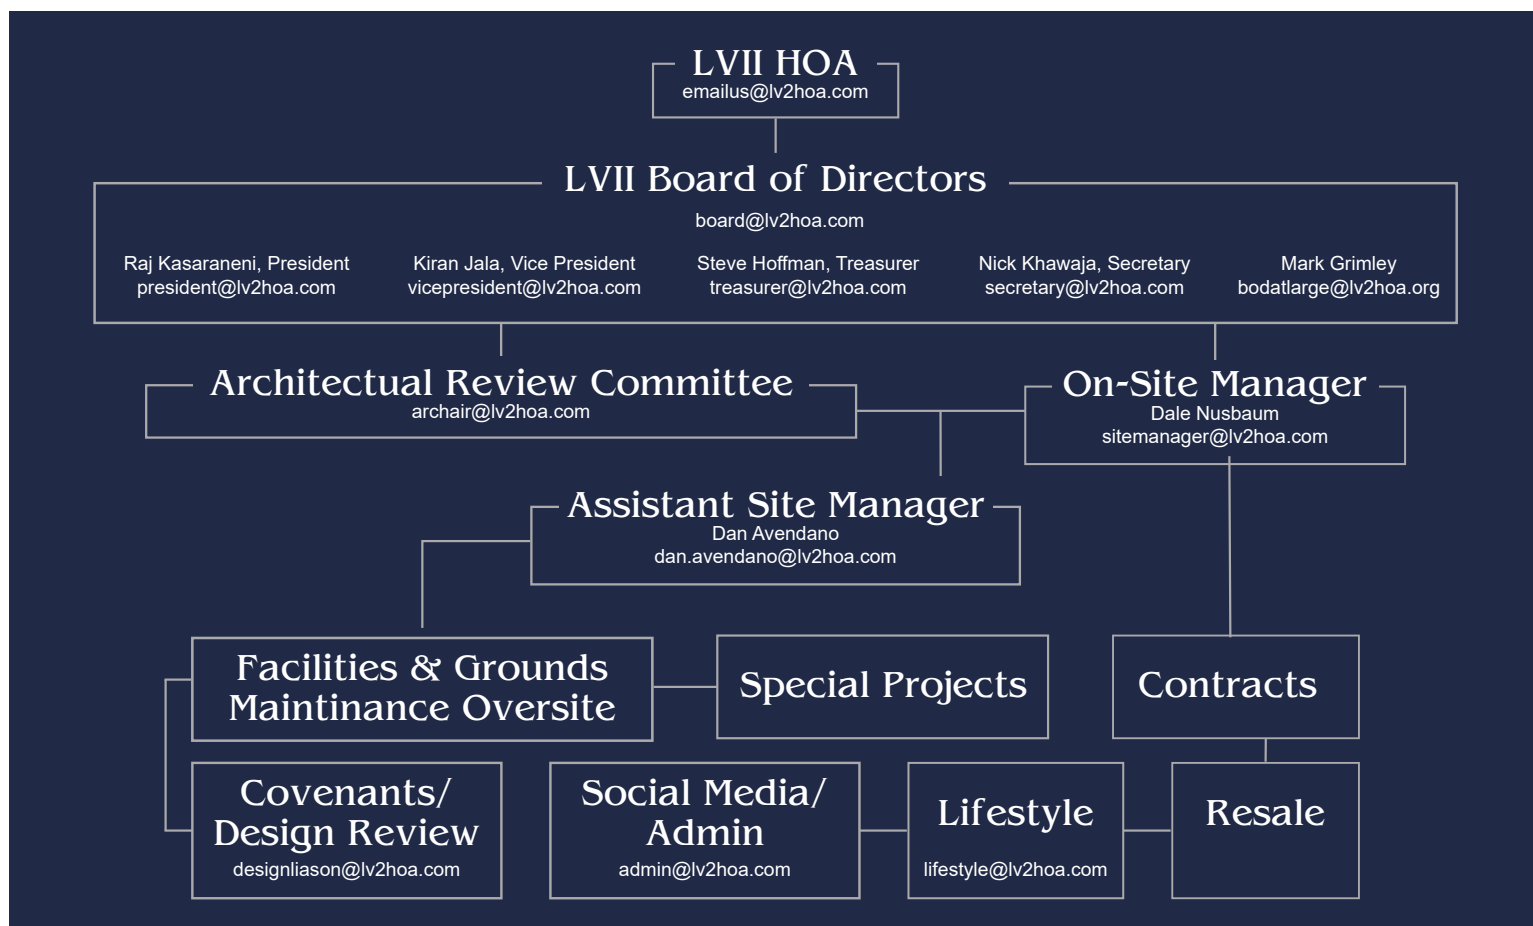 LVII HOA
emailus@lv2hoa.com
LVII Board of Directors
board@lv2hoa.com
Raj Kasaraneni, President
president@lv2hoa.com
Kiran Jala, Vice President
vicepresident@lv2hoa.com
Steve Hoffman, Treasurer
treasurer@lv2hoa.com
Nick Khawaja, Secretary
secretary@lv2hoa.com
Mark Grimley
bodatlarge@lv2hoa.org
Architectual Review Committee
archair@lv2hoa.com
On-Site Manager
Dale Nusbaum
sitemanager@lv2hoa.com
Assistant Site Manager
Dan Avendano
dan.avendano@lv2hoa.com
Facilities & Grounds
Maintinance Oversite
Special Projects
Contracts
Covenants/
Design Review
designliason@lv2hoa.com
Social Media/
Admin
admin@lv2hoa.com
Lifestyle
lifestyle@lv2hoa.com
Resale